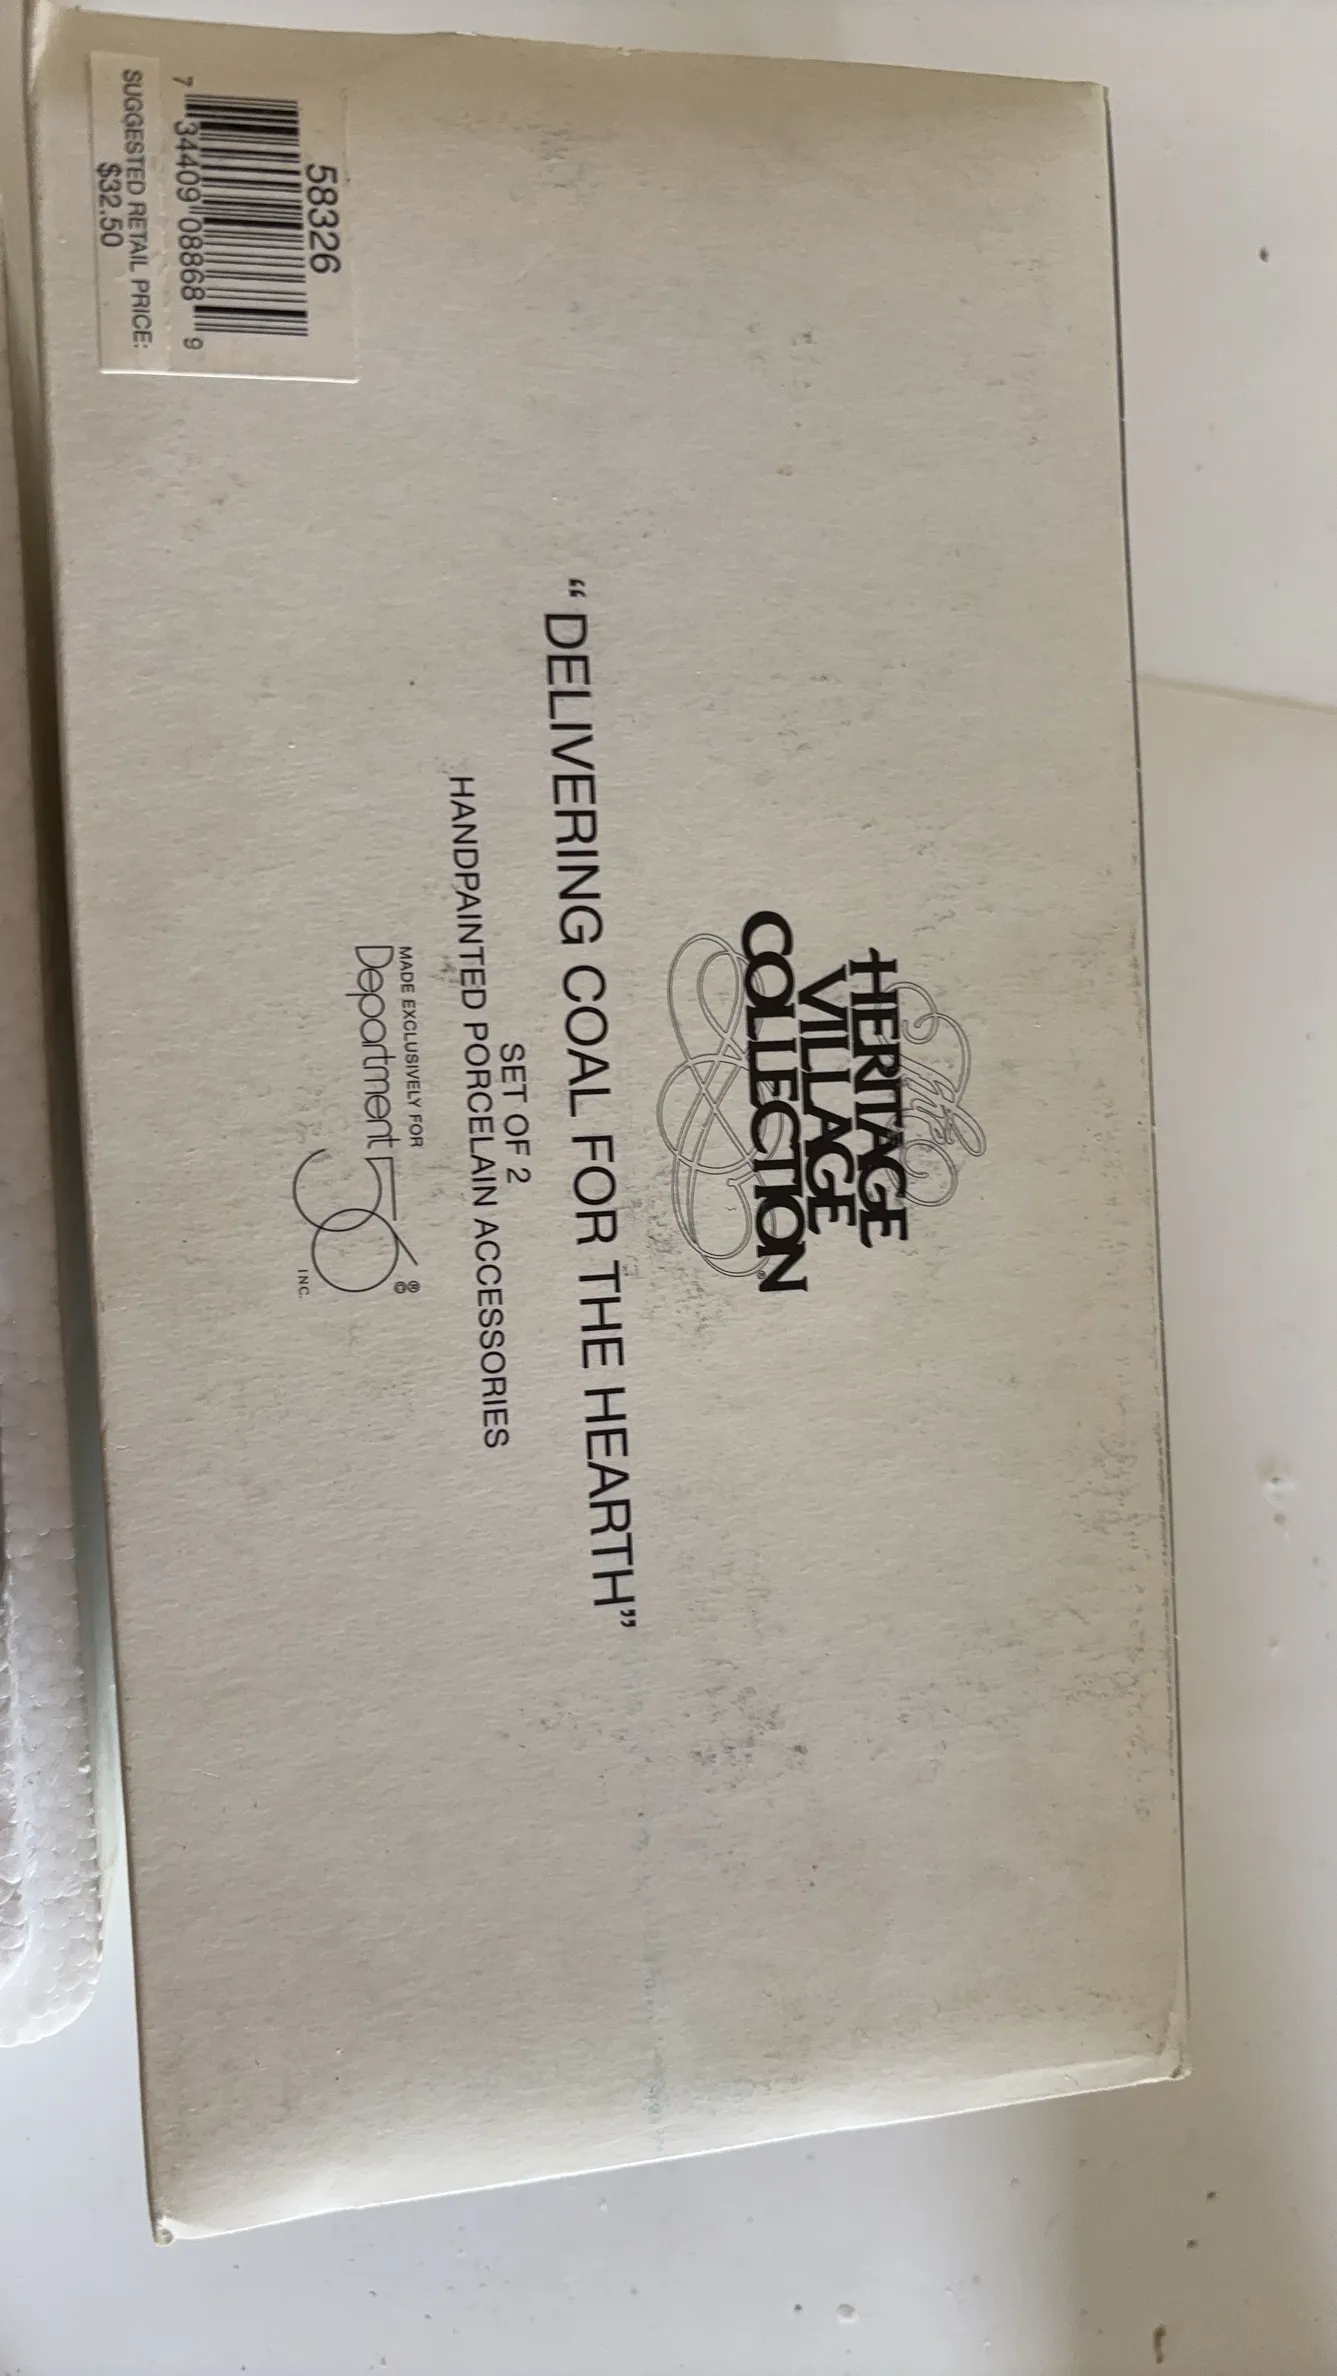 The
HERITAGE
VILLAGE
COLLECTION®
“DELIVERING COAL FOR THE HEARTH”
SET OF 2
HANDPAINTED PORCELAIN ACCESSORIES
MADE EXCLUSIVELY FOR
Department 56 ® ©
INC.
58326
7 34409 08868 9
SUGGESTED RETAIL PRICE:
$32.50